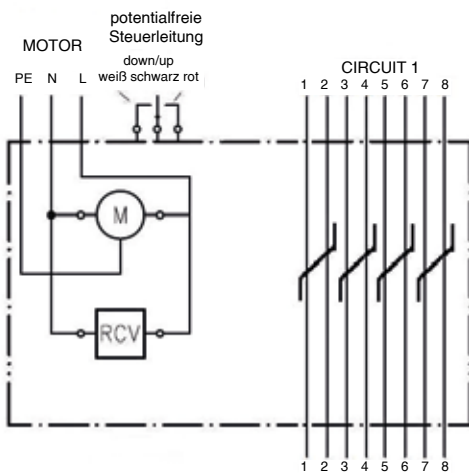 potentialfreie
Steuerleitung
MOTOR
down/up
weiß schwarz rot
PE N L
CIRCUIT 1
1 2 3 4 5 6 7 8
M
RCV
1 2 3 4 5 6 7 8